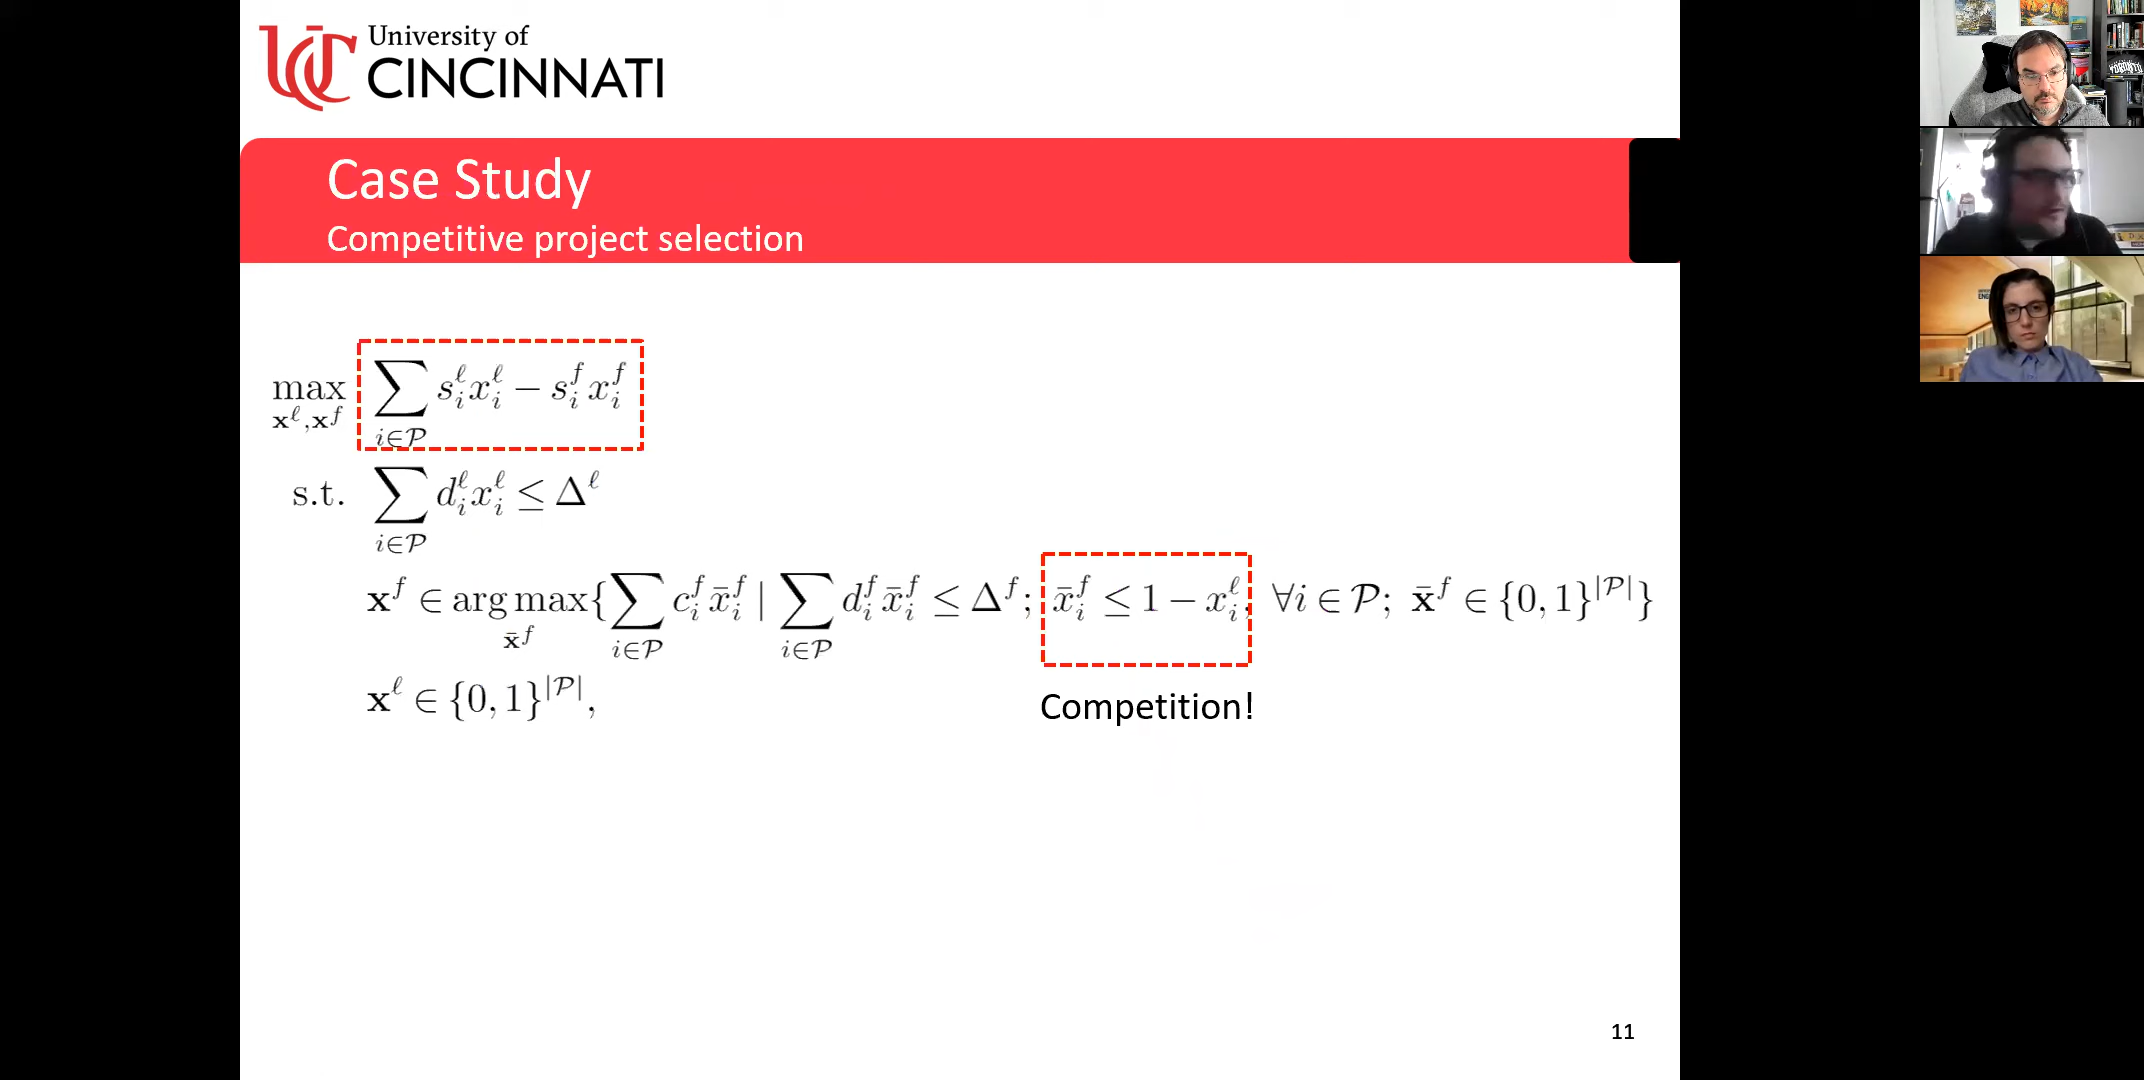 University of
CINCINNATI
Case Study
Competitive project selection
max_{x^ℓ, x^f} ∑_{i∈P} s_i^ℓ x_i^ℓ − s_i^f x_i^f
s.t. ∑_{i∈P} d_i^ℓ x_i^ℓ ≤ Δ^ℓ
x^f ∈ arg max_{x̄^f} {∑_{i∈P} c_i^f x̄_i^f | ∑_{i∈P} d_i^f x̄_i^f ≤ Δ^f; x̄_i^f ≤ 1 − x_i^ℓ, ∀i ∈ P; x̄^f ∈ {0, 1}^{|P|}}
x^ℓ ∈ {0, 1}^{|P|},
Competition!
11